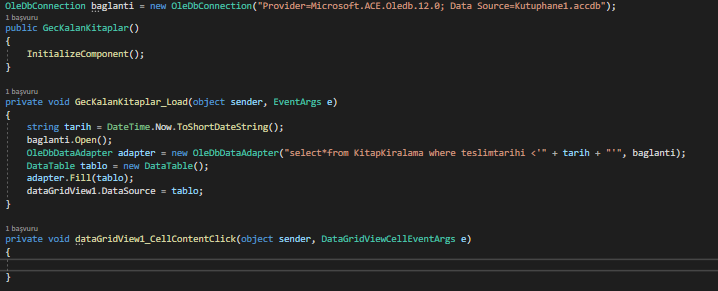 OleDbConnection baglanti = new OleDbConnection("Provider=Microsoft.ACE.Oledb.12.0; Data Source=Kutuphane1.accdb");
1 başvuru
public GecKalanKitaplar()
{
InitializeComponent();
}
1 başvuru
private void GecKalanKitaplar_Load(object sender, EventArgs e)
{
string tarih = DateTime.Now.ToShortDateString();
baglanti.Open();
OleDbDataAdapter adapter = new OleDbDataAdapter("select*from KitapKiralama where teslimtarihi <'" + tarih + "'", baglanti);
DataTable tablo = new DataTable();
adapter.Fill(tablo);
dataGridView1.DataSource = tablo;
}
1 başvuru
private void dataGridView1_CellContentClick(object sender, DataGridViewCellEventArgs e)
{
}